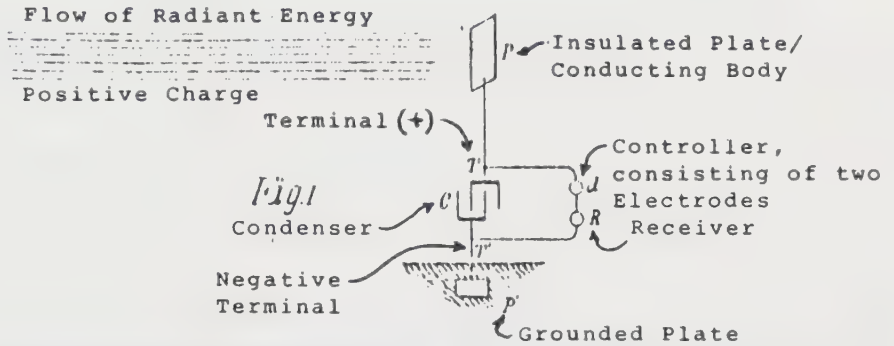 Flow of Radiant Energy
P
Insulated Plate/
Conducting Body
Positive Charge
Terminal (+)
T
Controller,
consisting of two
Electrodes
d
Fig.1
C
Condenser
R
Receiver
T'
Negative
Terminal
P'
Grounded Plate